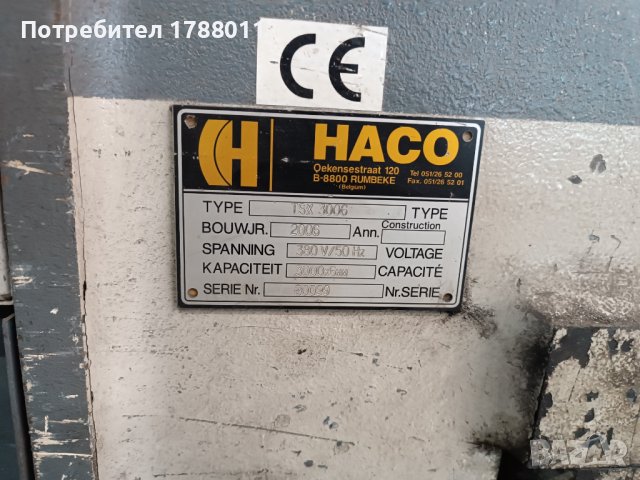 Потребител 1788011
CE
H HACO
Oekensestraat 120 Tel 051/26 52 00
B-8800 RUMBEKE Fax. 051/26 52 01
(Belgium)
TYPE TSX 3006 TYPE
BOUWJR. 2006 Ann. Construction
SPANNING 380 V/50 Hz VOLTAGE
KAPACITEIT 3000x6mm CAPACITÉ
SERIE Nr. Nr. SERIE
BAZAR